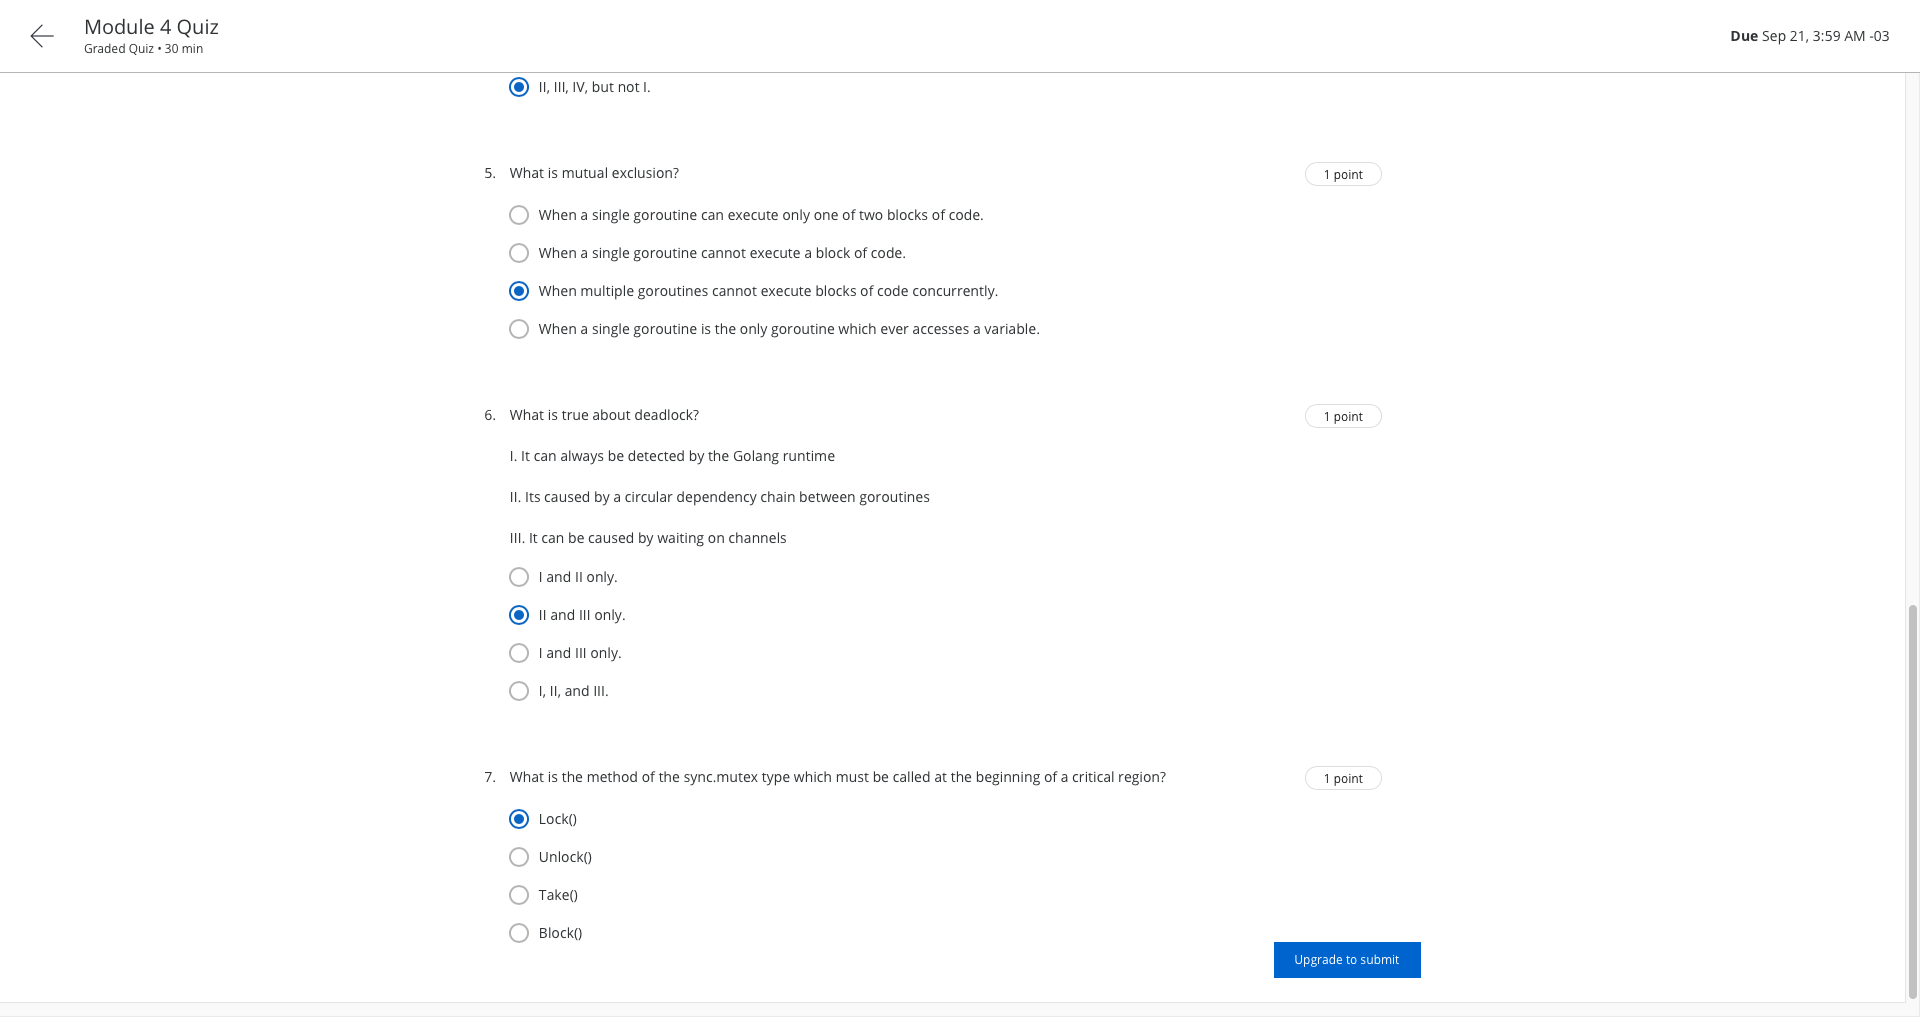 Module 4 Quiz
Graded Quiz • 30 min
Due Sep 21, 3:59 AM -03
II, III, IV, but not I.
5. What is mutual exclusion?
1 point
When a single goroutine can execute only one of two blocks of code.
When a single goroutine cannot execute a block of code.
When multiple goroutines cannot execute blocks of code concurrently.
When a single goroutine is the only goroutine which ever accesses a variable.
6. What is true about deadlock?
1 point
I. It can always be detected by the Golang runtime
II. Its caused by a circular dependency chain between goroutines
III. It can be caused by waiting on channels
I and II only.
II and III only.
I and III only.
I, II, and III.
7. What is the method of the sync.mutex type which must be called at the beginning of a critical region?
1 point
Lock()
Unlock()
Take()
Block()
Upgrade to submit